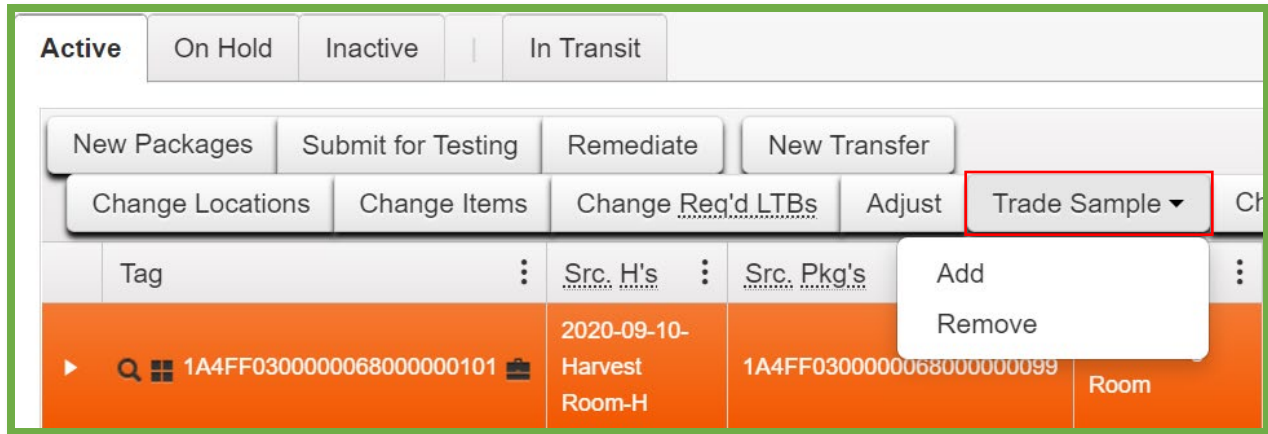 Active On Hold Inactive | In Transit
New Packages Submit for Testing Remediate New Transfer
Change Locations Change Items Change Req'd LTBs Adjust Trade Sample
Tag Src. H's Src. Pkg's Add
Remove
2020-09-10-
1A4FF0300000068000000101 Harvest 1A4FF0300000068000000099
Room-H Room